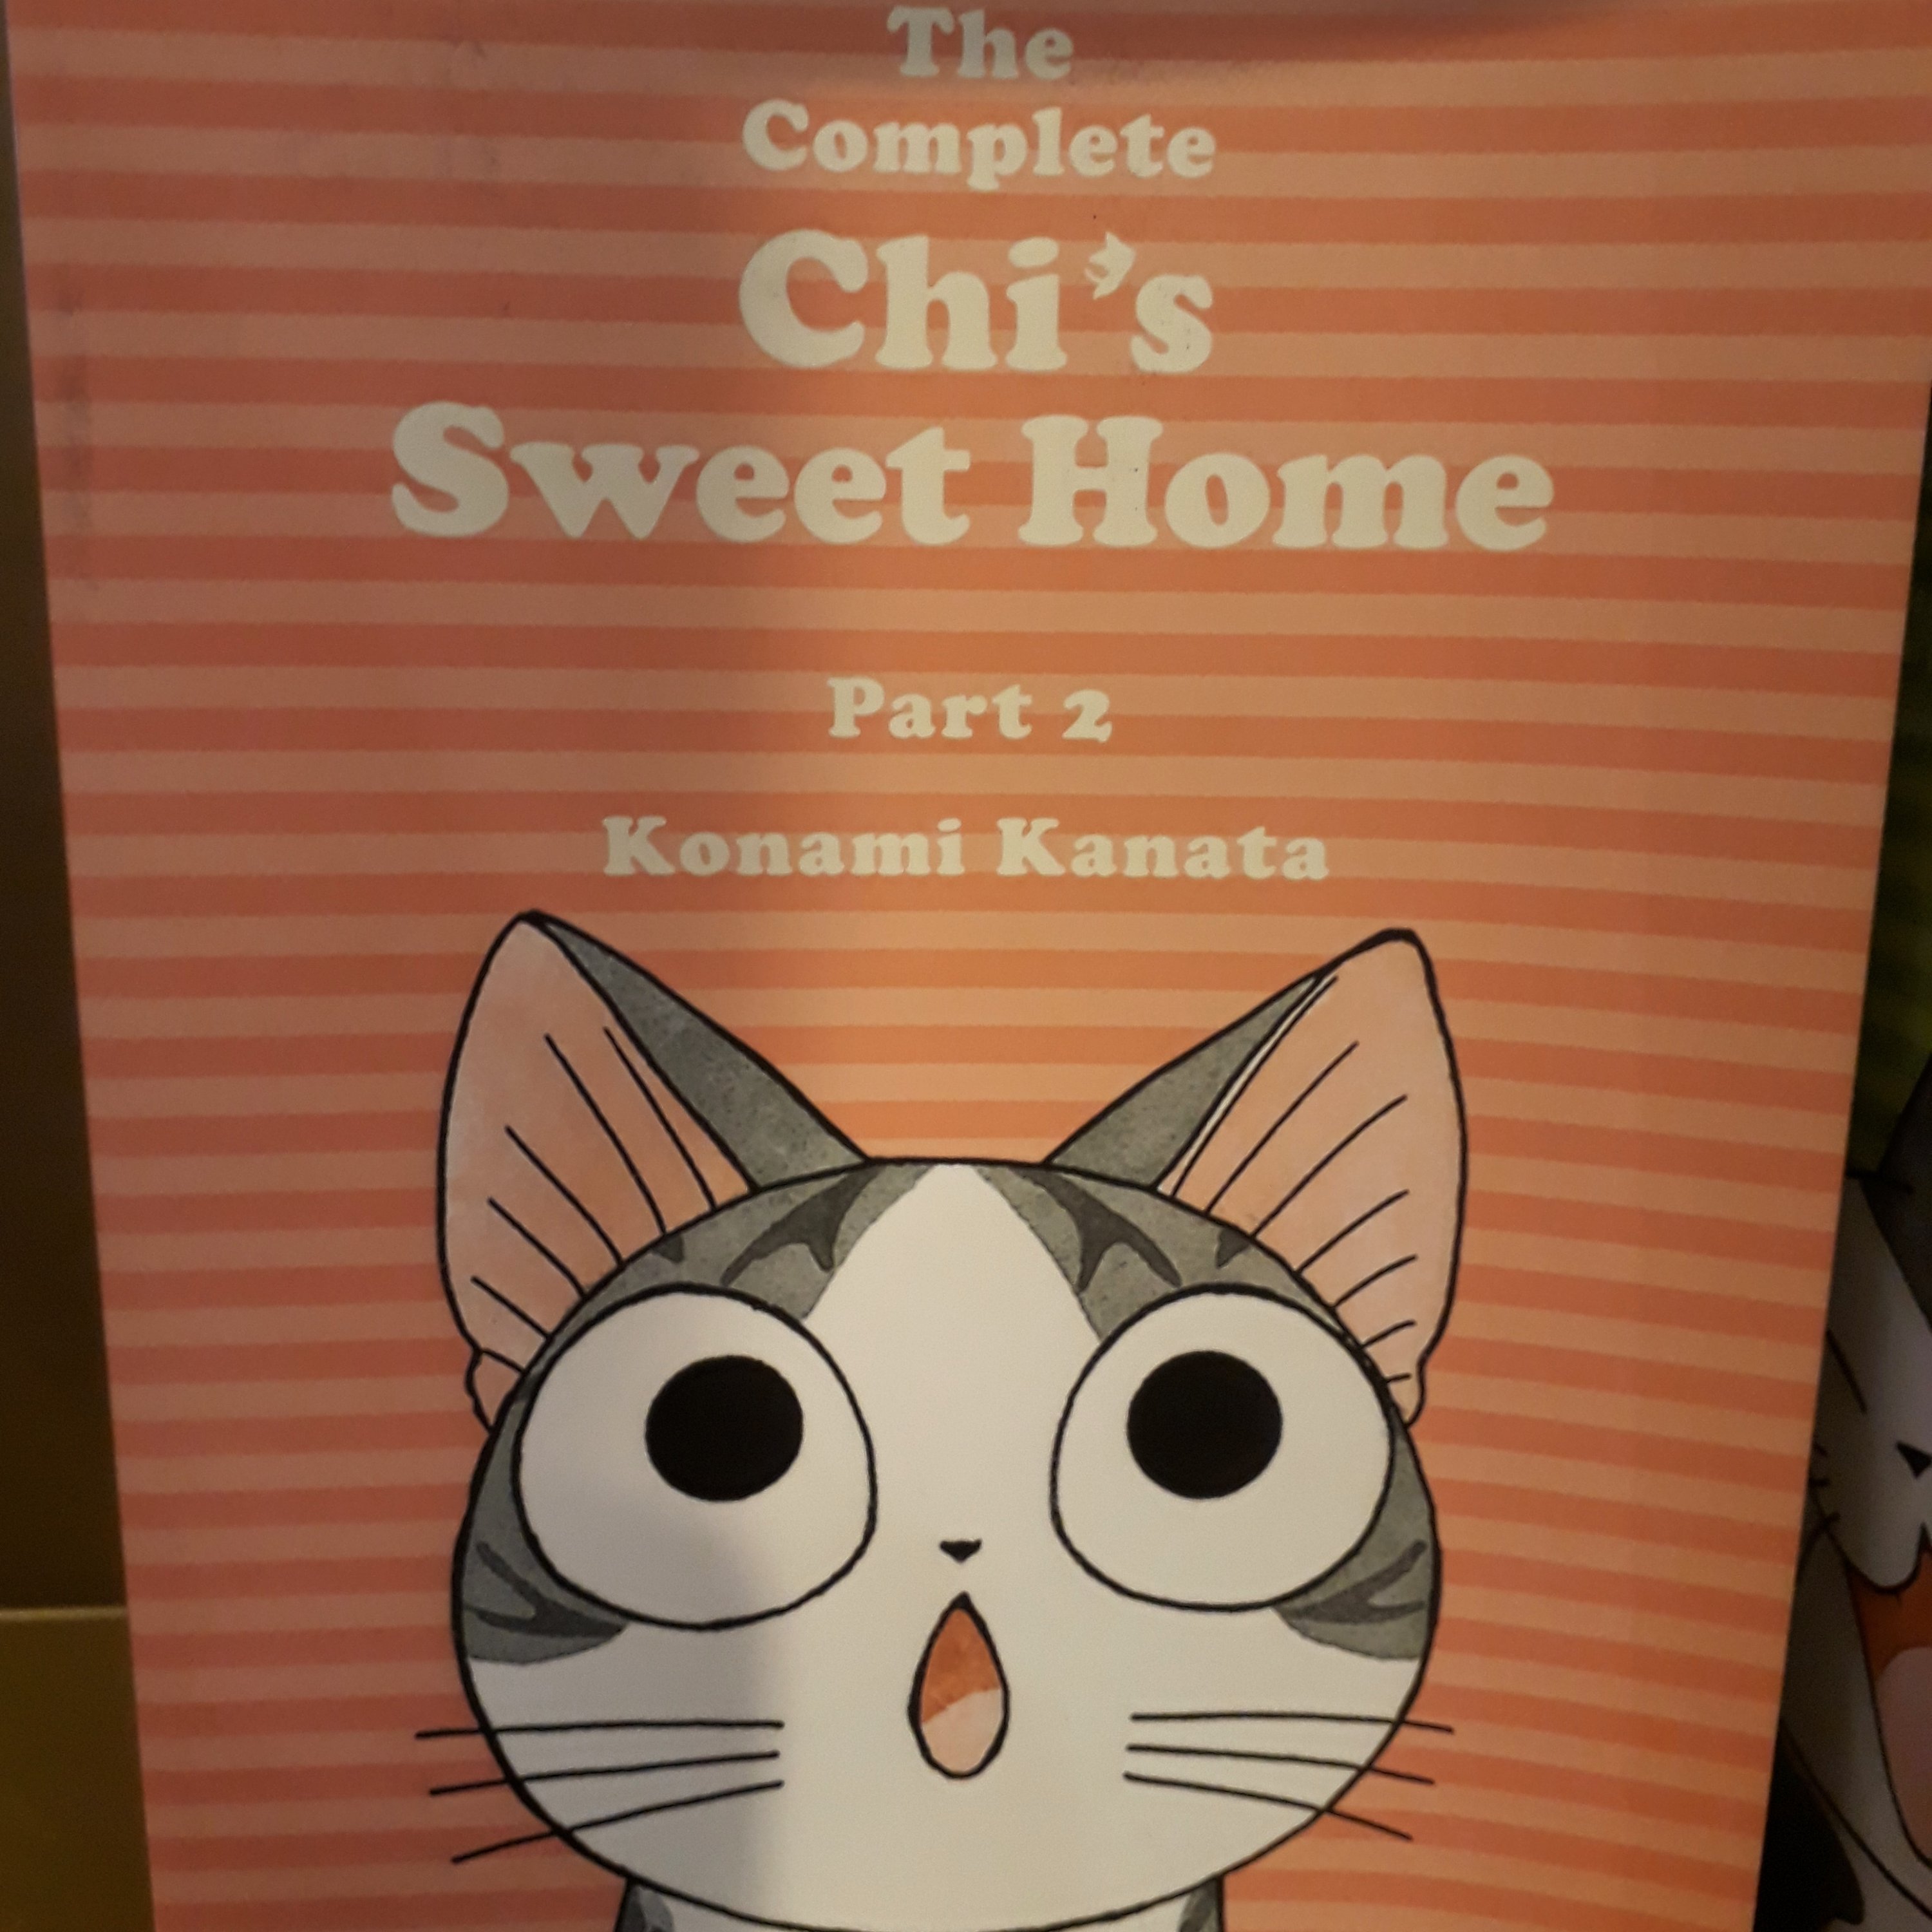 The
Complete
Chi's
Sweet Home
Part 2
Konami Kanata